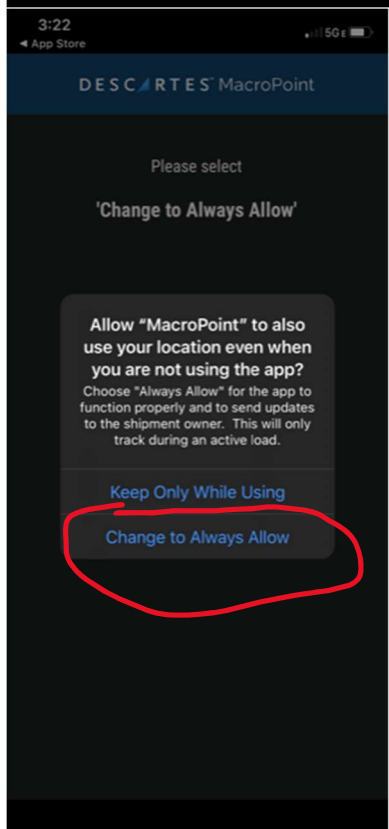 3:22
5G E
◀ App Store
DESCARTES™ MacroPoint
Please select
'Change to Always Allow'
Allow “MacroPoint” to also
use your location even when
you are not using the app?
Choose "Always Allow" for the app to
function properly and to send updates
to the shipment owner.  This will only
track during an active load.
Keep Only While Using
Change to Always Allow